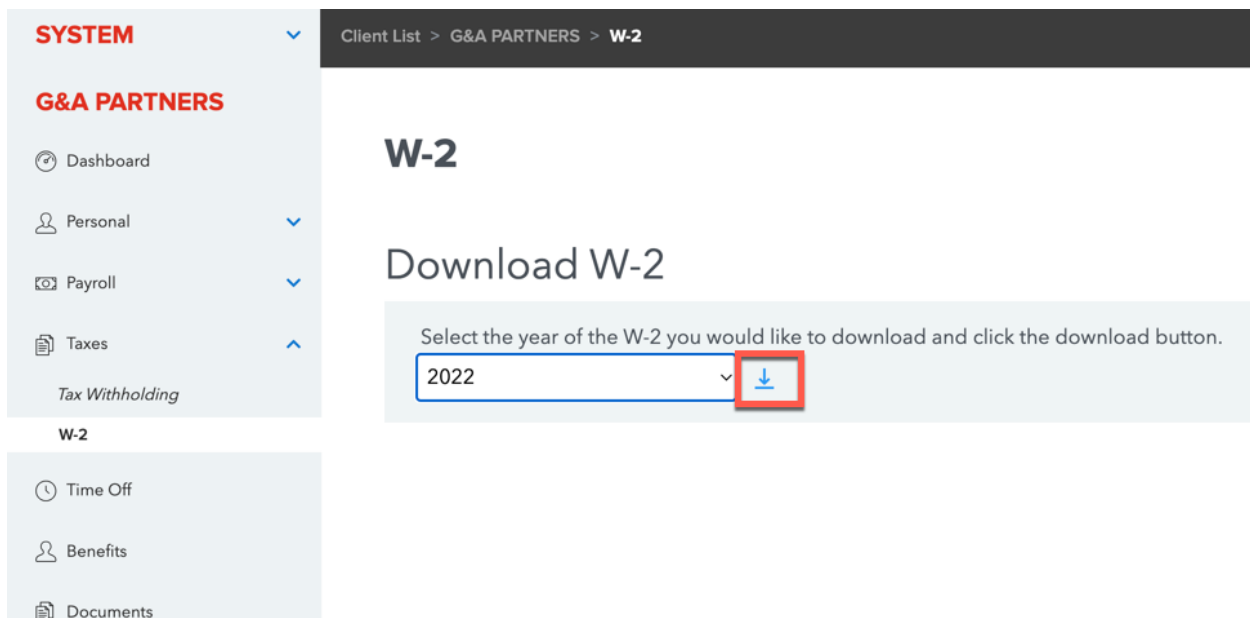 SYSTEM
Client List > G&A PARTNERS > W-2
G&A PARTNERS
Dashboard
Personal
Payroll
Taxes
Tax Withholding
W-2
Time Off
Benefits
Documents
W-2
Download W-2
Select the year of the W-2 you would like to download and click the download button.
2022